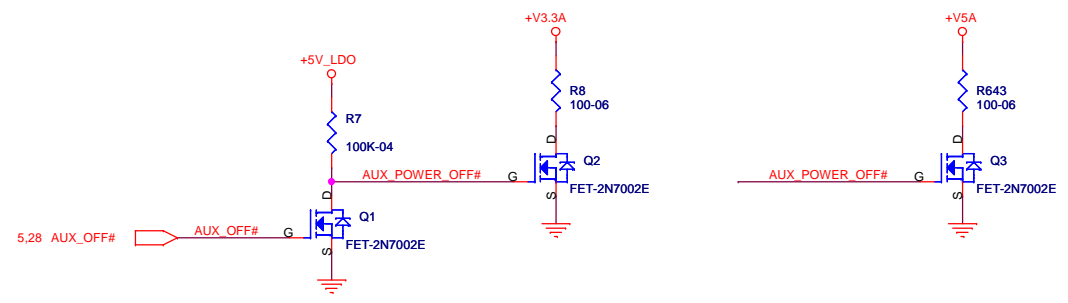 +V3.3A
+V5A
+5V_LDO
R8
100-06
R643
100-06
R7
100K-04
D
D
Q2
Q3
AUX_POWER_OFF#
G
AUX_POWER_OFF#
G
FET-2N7002E
FET-2N7002E
S
S
D
Q1
5,28 AUX_OFF#
AUX_OFF#
G
FET-2N7002E
S